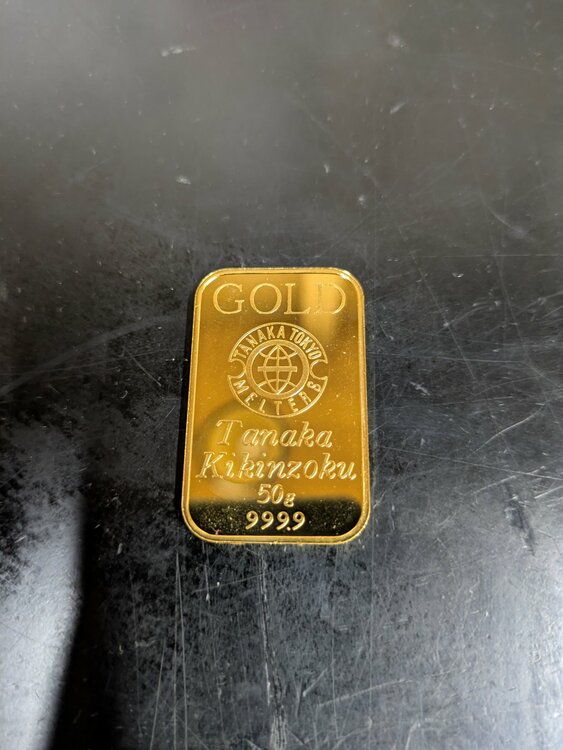 GOLD
TANAKA TOKYO
MELTERS
Tanaka
Kikinzoku
50g
999.9